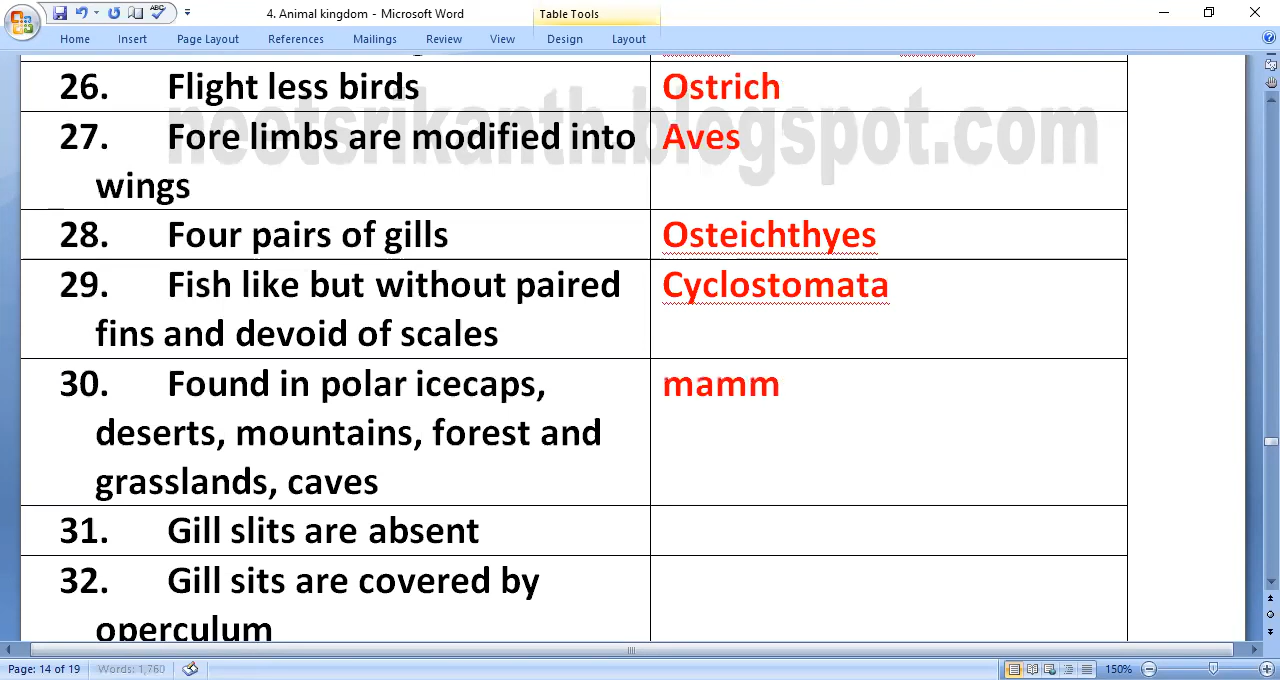 4. Animal kingdom - Microsoft Word
Table Tools
Home Insert Page Layout References Mailings Review View Design Layout
26. Flight less birds Ostrich
27. Fore limbs are modified into Aves
wings
neetsrikanth.blogspot.com
28. Four pairs of gills Osteichthyes
29. Fish like but without paired Cyclostomata
fins and devoid of scales
30. Found in polar icecaps, mamm
deserts, mountains, forest and
grasslands, caves
31. Gill slits are absent
32. Gill sits are covered by
operculum
Page: 14 of 19 Words: 1,760 150%